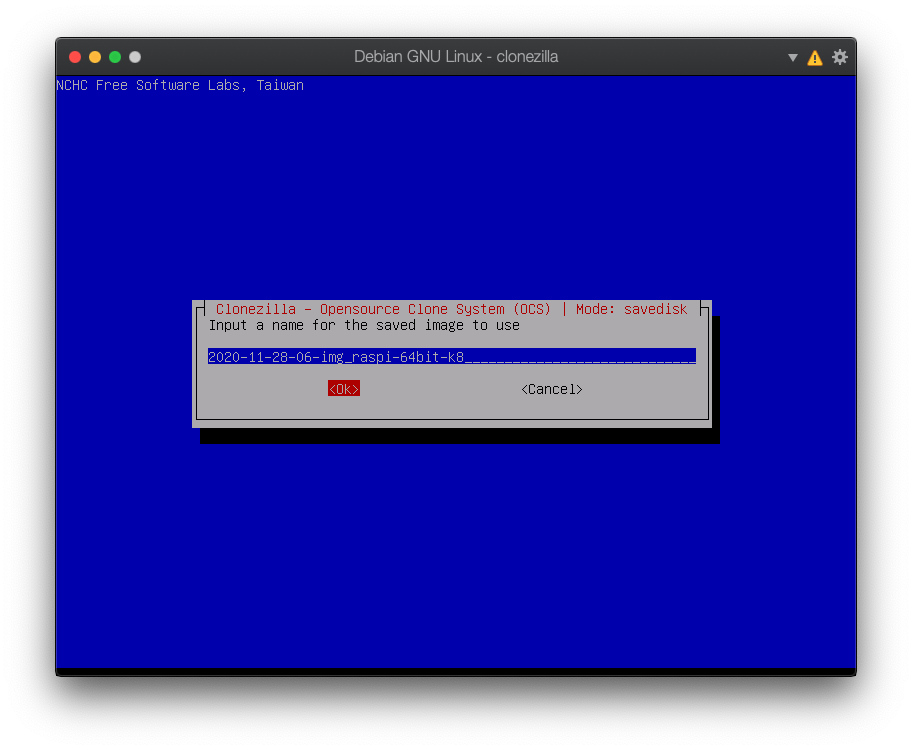 Debian GNU Linux - clonezilla
NCHC Free Software Labs, Taiwan
Clonezilla - Opensource Clone System (OCS) | Mode: savedisk
Input a name for the saved image to use
2020-11-28-06-img_raspi-64bit-k8_____________________________
<Ok> <Cancel>